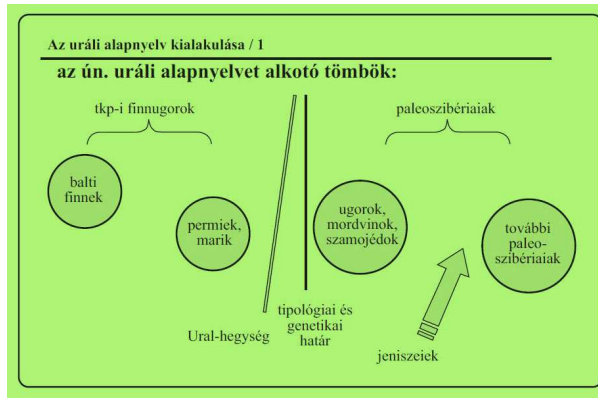 Az uráli alapnyelv kialakulása / 1
az ún. uráli alapnyelvet alkotó tömbök:
tkp-i finnugorok
paleoszibériaiak
balti
finnek
permiek,
marik
ugorok,
mordvinok,
szamojédok
további
paleo-
szibériaiak
Ural-hegység
tipológiai és
genetikai
határ
jeniszeiek